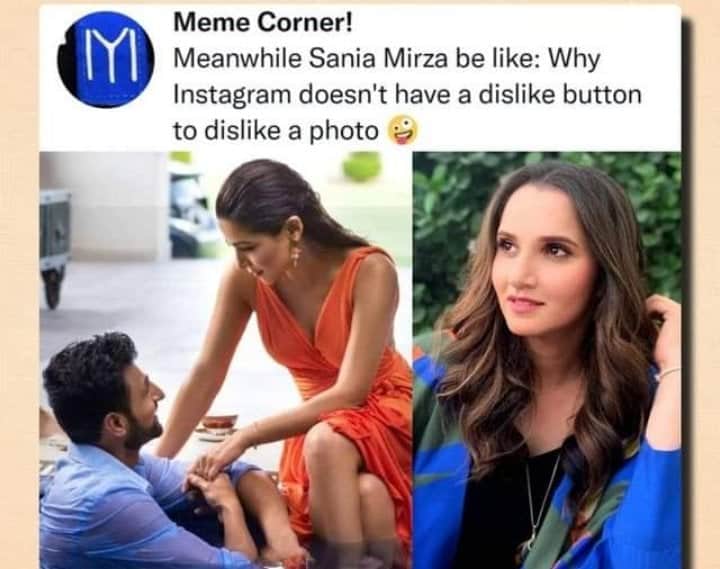 Meme Corner!
Meanwhile Sania Mirza be like: Why
Instagram doesn't have a dislike button
to dislike a photo 🤪